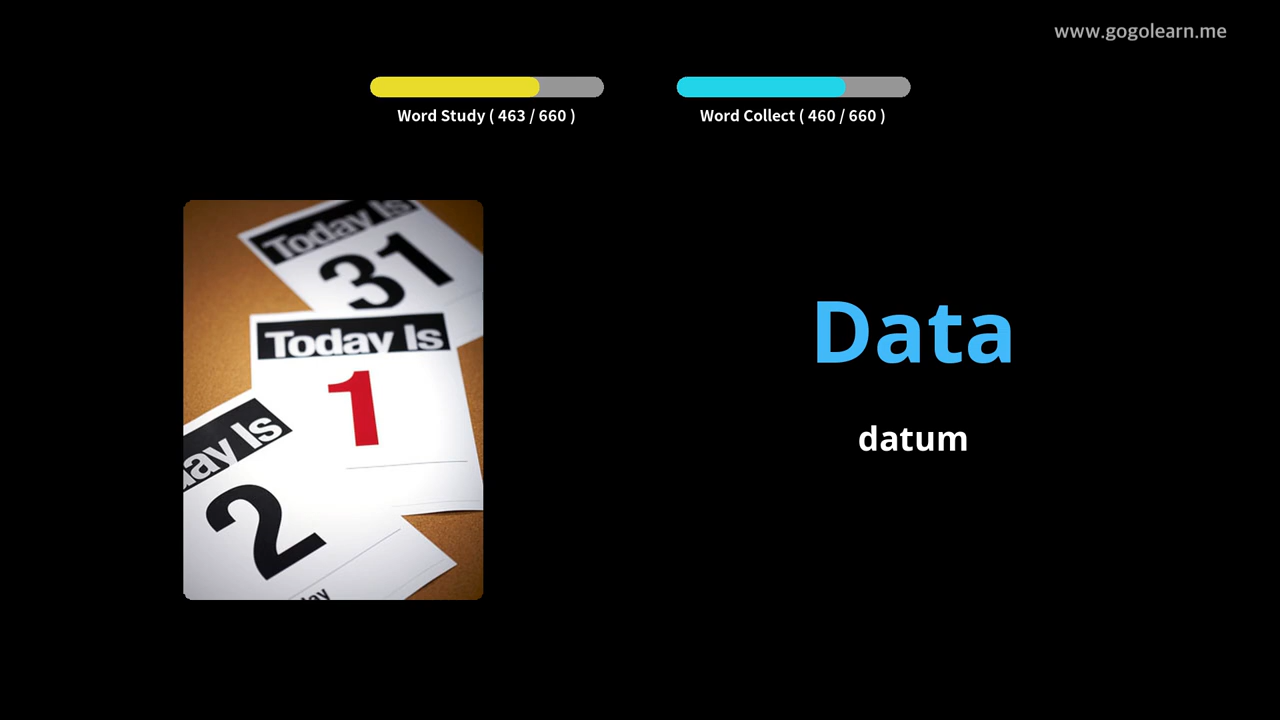 www.gogolearn.me
Word Study ( 463 / 660 )
Word Collect ( 460 / 660 )
Today Is
31
Today Is
1
day Is
2
Data
datum